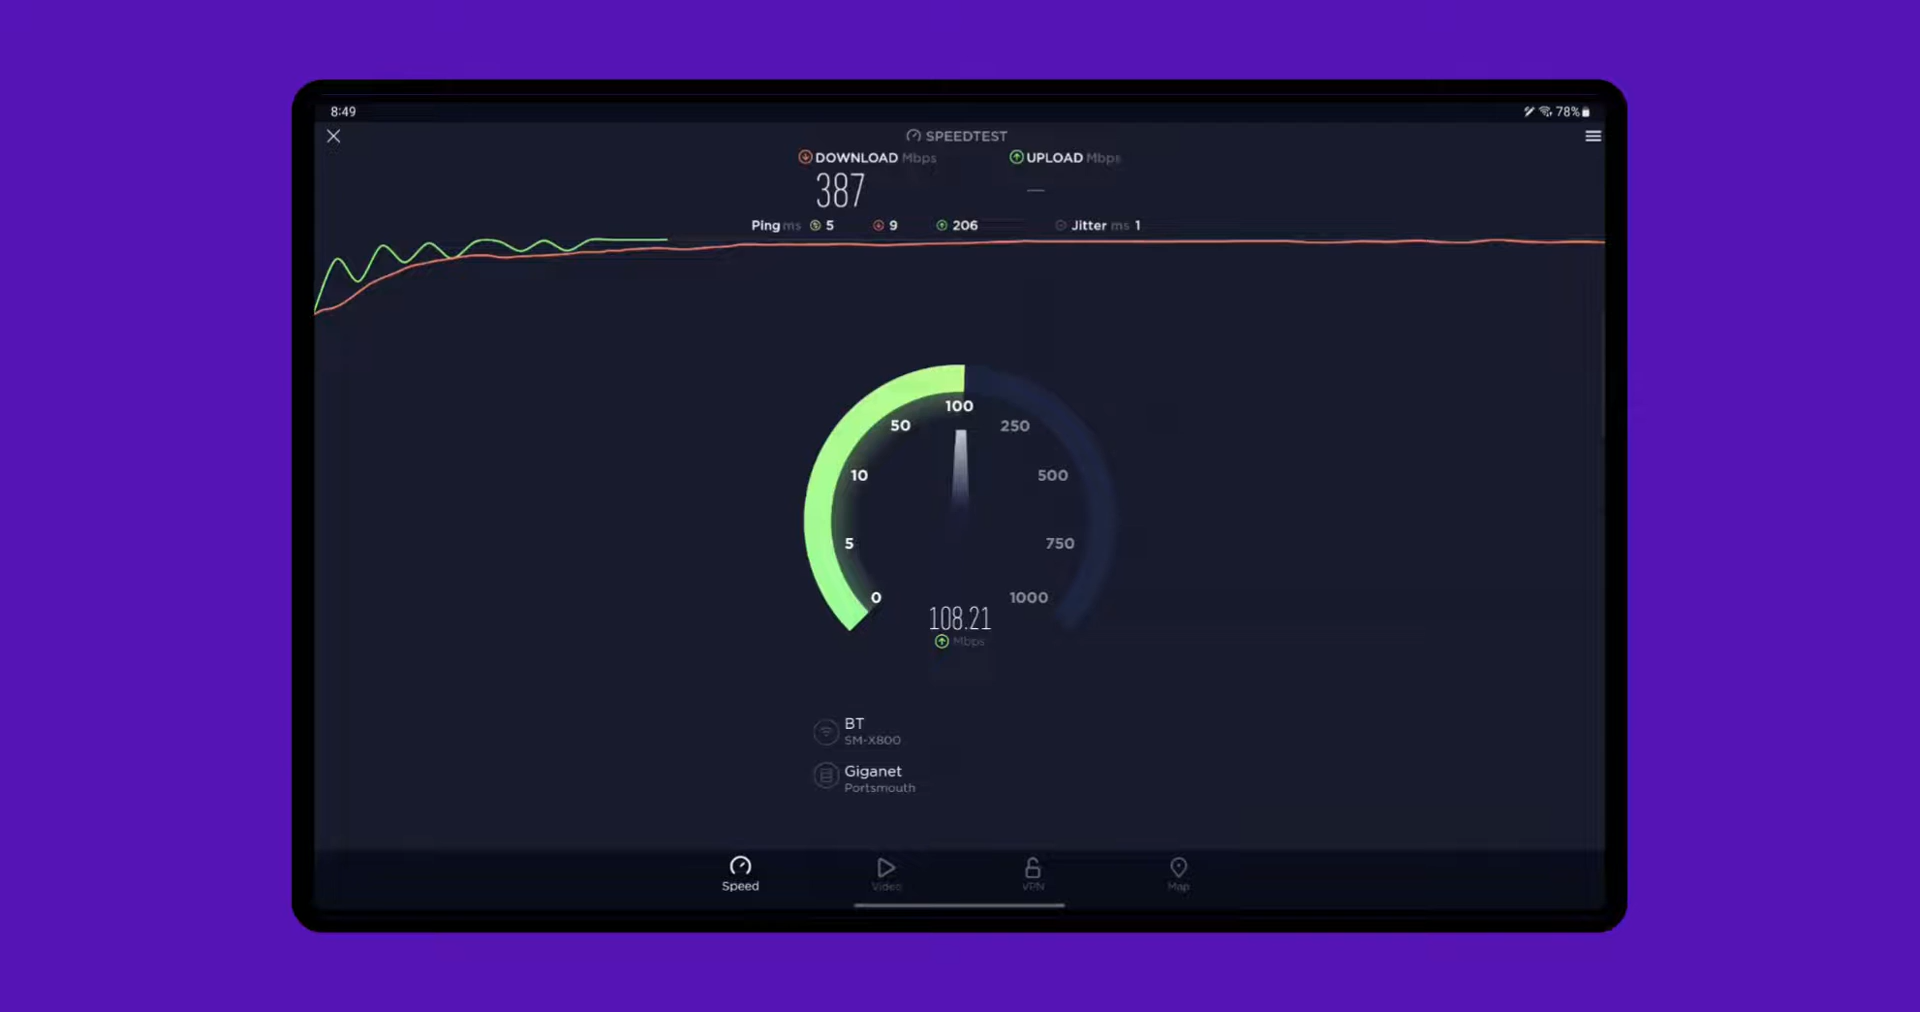 8:49
78%
SPEEDTEST
DOWNLOAD Mbps
UPLOAD Mbps
387
—
Ping ms 5 9 206 Jitter ms 1
100
50
250
10
500
5
750
0
1000
108.21
Mbps
BT
SM-X800
Giganet
Portsmouth
Speed
Video
VPN
Map